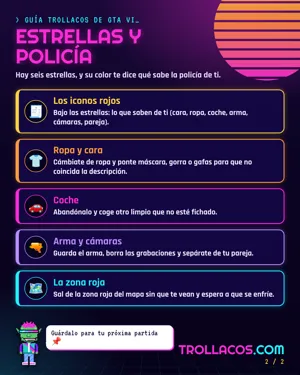 > GUÍA TROLLACOS DE GTA VI…
ESTRELLAS Y
POLICÍA
Hay seis estrellas, y su color te dice qué sabe la policía de ti.
Los iconos rojos
Bajo las estrellas: lo que saben de ti (cara, ropa, coche, arma,
cámaras, pareja).
Ropa y cara
Cámbiate de ropa y ponte máscara, gorra o gafas para que no
coincida la descripción.
Coche
Abandónalo y coge otro limpio que no esté fichado.
Arma y cámaras
Guarda el arma, borra las grabaciones y sepárate de tu pareja.
La zona roja
Sal de la zona roja del mapa sin que te vean y espera a que se enfríe.
Guárdalo para tu próxima partida
📌
TROLLACOS.COM
2 / 2